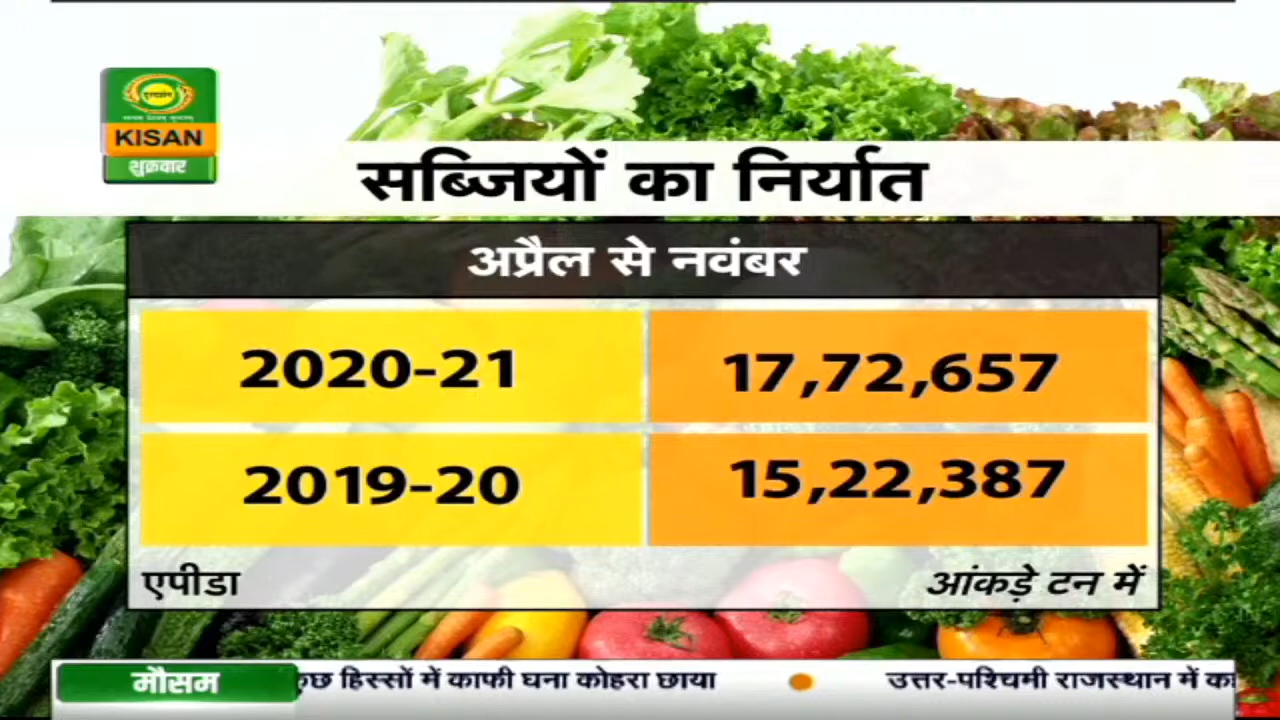 KISAN
शुक्रवार
सब्जियों का निर्यात
अप्रैल से नवंबर
2020-21 17,72,657
2019-20 15,22,387
एपीडा आंकड़े टन में
मौसम हिस्सों में काफी घना कोहरा छाया उत्तर-पश्चिमी राजस्थान में